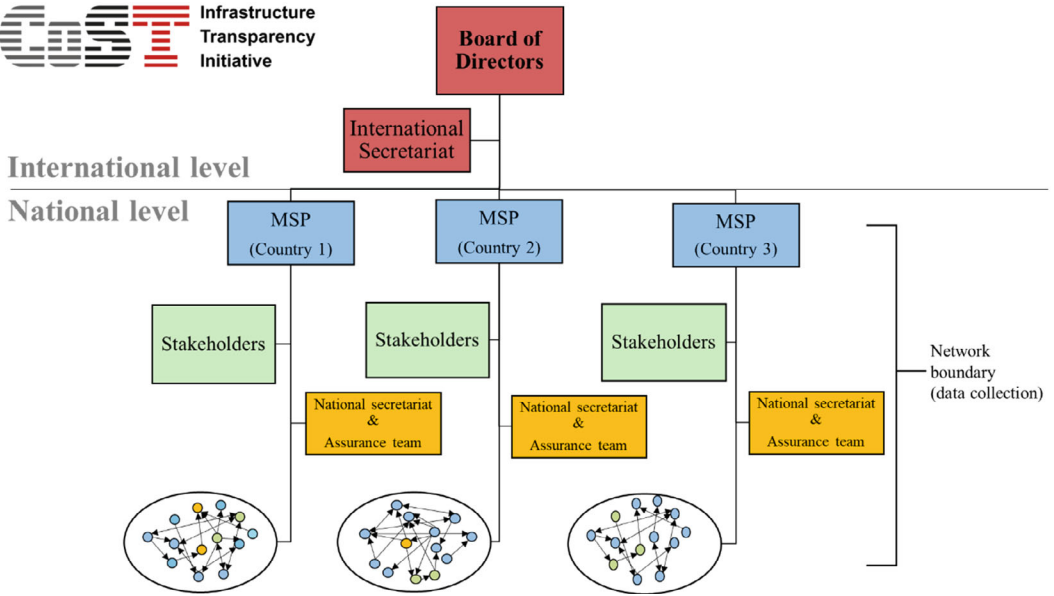 CoST
Infrastructure
Transparency
Initiative
Board of
Directors
International
Secretariat
International level
National level
MSP
(Country 1)
MSP
(Country 2)
MSP
(Country 3)
Stakeholders
Stakeholders
Stakeholders
National secretariat
&
Assurance team
National secretariat
&
Assurance team
National secretariat
&
Assurance team
Network
boundary
(data collection)